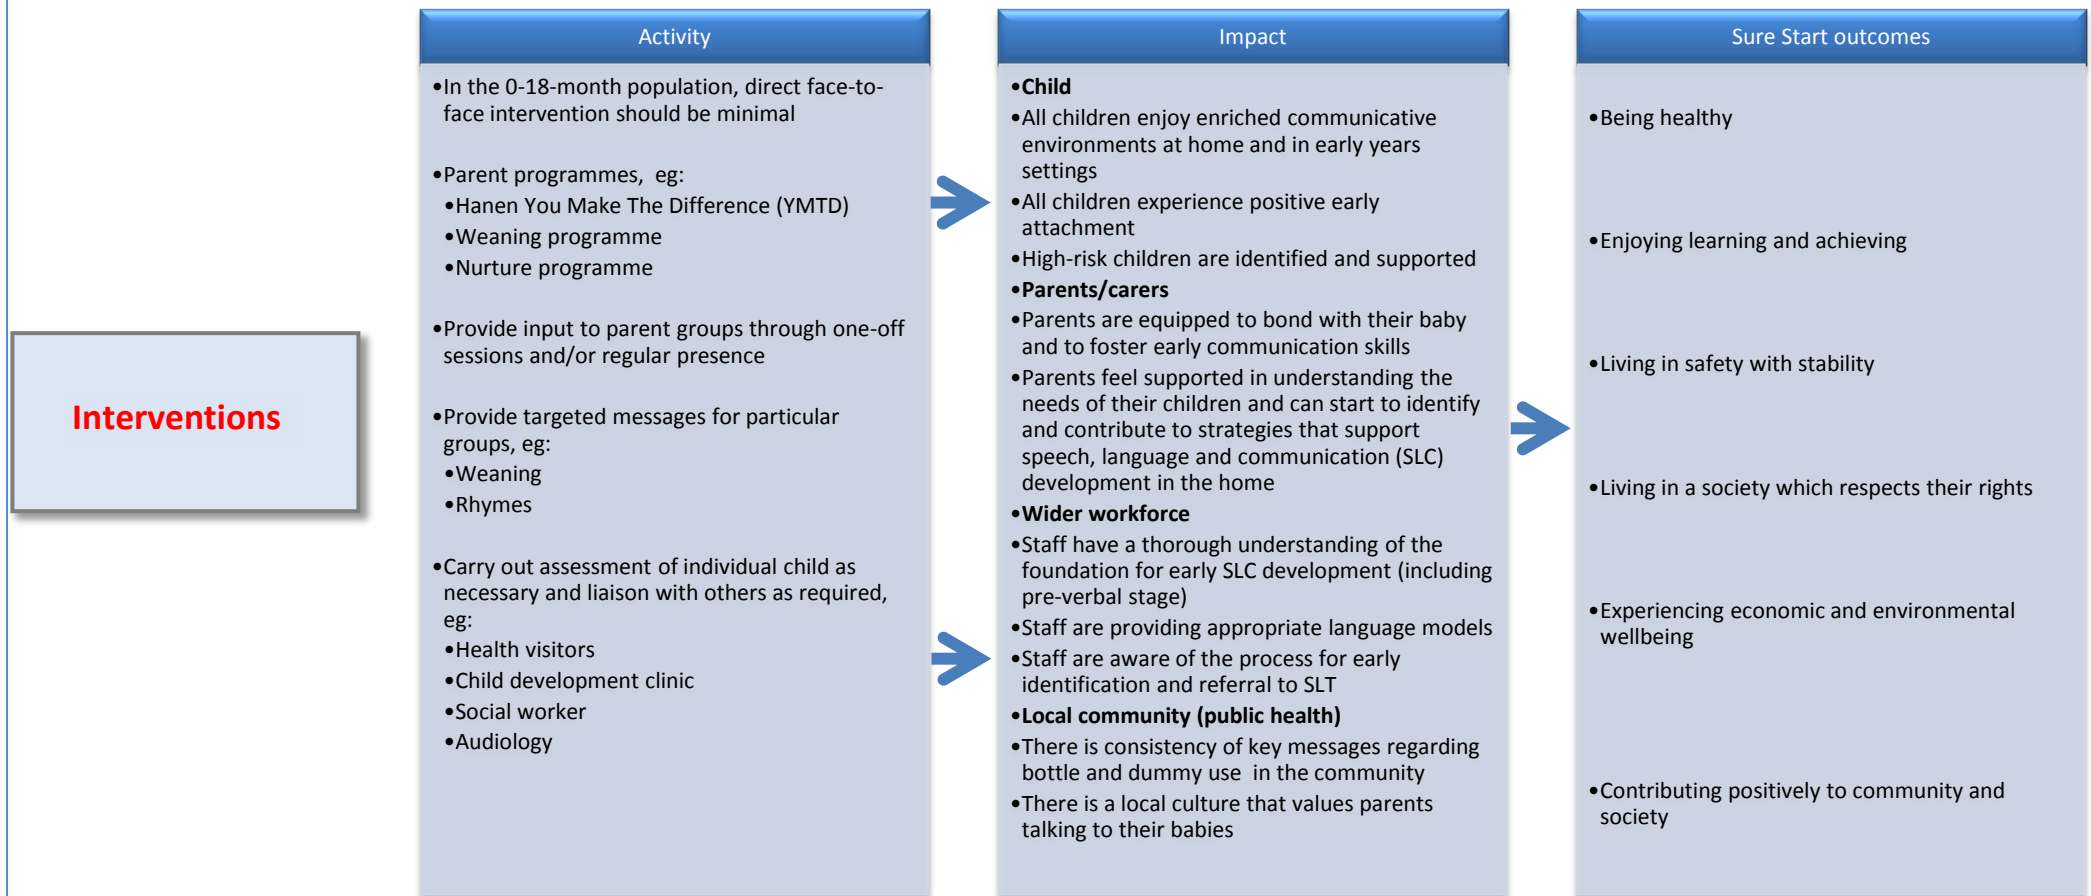 Interventions
Activity
•In the 0-18-month population, direct face-to-
face intervention should be minimal
•Parent programmes,  eg:
•Hanen You Make The Difference (YMTD)
•Weaning programme
•Nurture programme
•Provide input to parent groups through one-off
sessions and/or regular presence
•Provide targeted messages for particular
groups, eg:
•Weaning
•Rhymes
•Carry out assessment of individual child as
necessary and liaison with others as required,
eg:
•Health visitors
•Child development clinic
•Social worker
•Audiology
Impact
•Child
•All children enjoy enriched communicative
environments at home and in early years
settings
•All children experience positive early
attachment
•High-risk children are identified and supported
•Parents/carers
•Parents are equipped to bond with their baby
and to foster early communication skills
•Parents feel supported in understanding the
needs of their children and can start to identify
and contribute to strategies that support
speech, language and communication (SLC)
development in the home
•Wider workforce
•Staff have a thorough understanding of the
foundation for early SLC development (including
pre-verbal stage)
•Staff are providing appropriate language models
•Staff are aware of the process for early
identification and referral to SLT
•Local community (public health)
•There is consistency of key messages regarding
bottle and dummy use  in the community
•There is a local culture that values parents
talking to their babies
Sure Start outcomes
•Being healthy
•Enjoying learning and achieving
•Living in safety with stability
•Living in a society which respects their rights
•Experiencing economic and environmental
wellbeing
•Contributing positively to community and
society